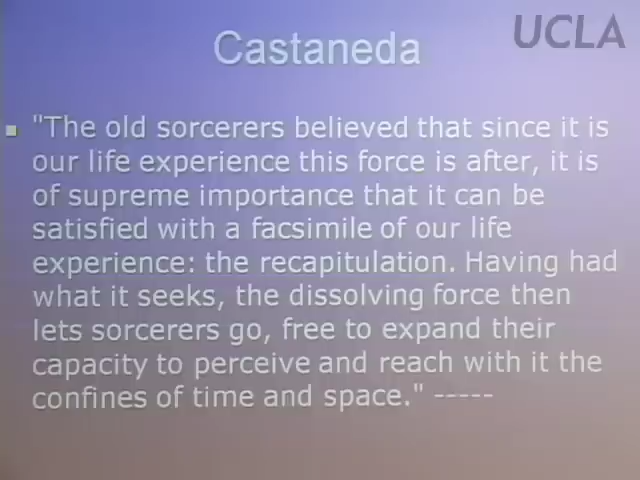 UCLA
Castaneda
"The old sorcerers believed that since it is
our life experience this force is after, it is
of supreme importance that it can be
satisfied with a facsimile of our life
experience: the recapitulation. Having had
what it seeks, the dissolving force then
lets sorcerers go, free to expand their
capacity to perceive and reach with it the
confines of time and space." -----